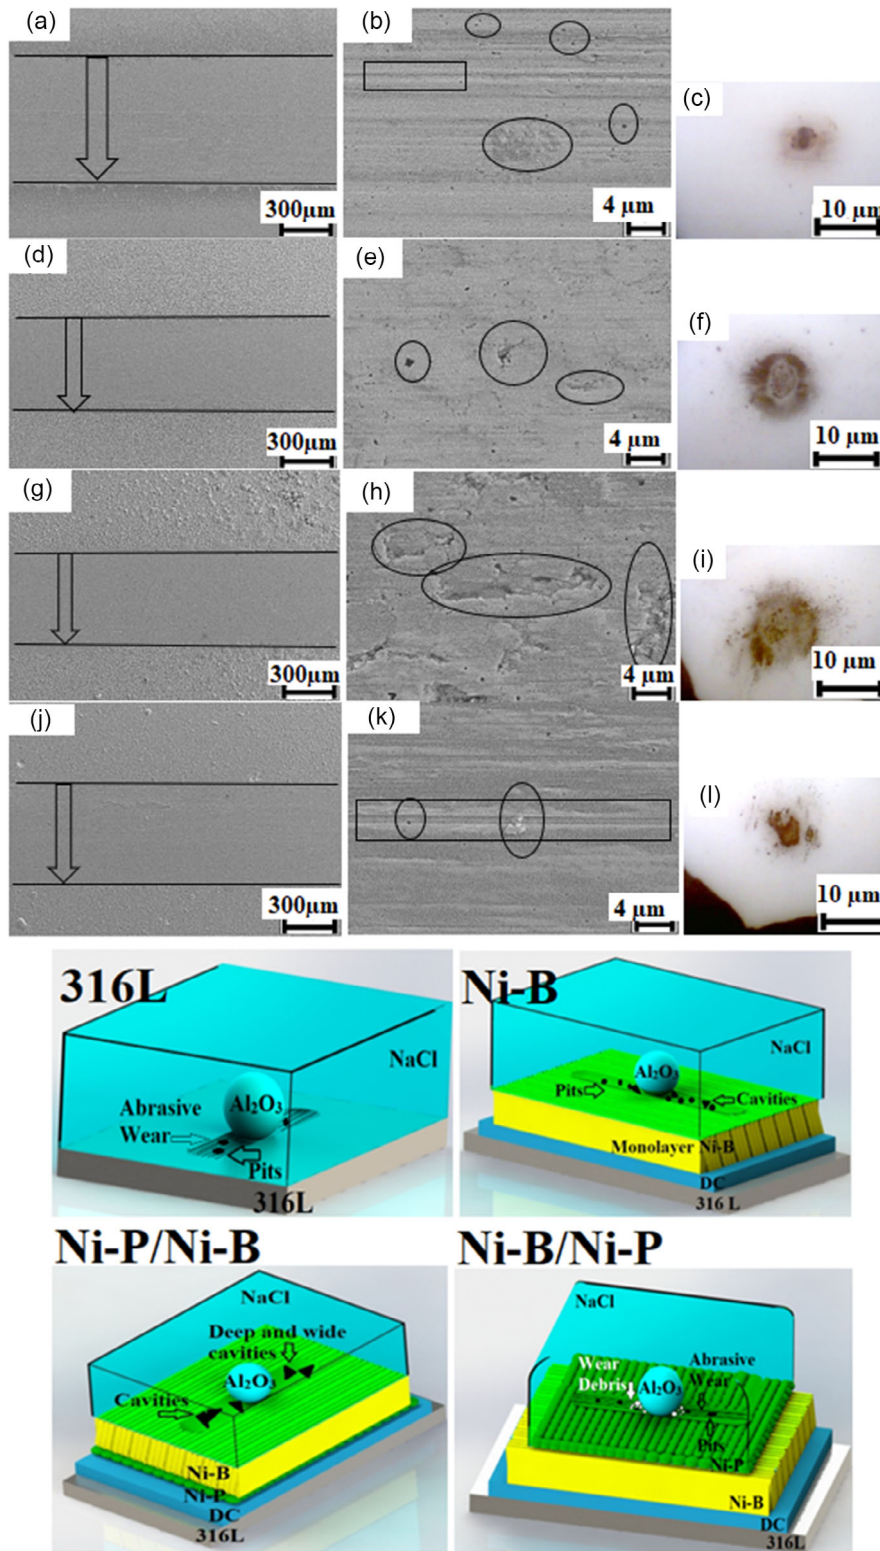 (a)
(b)
(c)
300µm
4 µm
10 µm
(d)
(e)
(f)
300µm
4 µm
10 µm
(g)
(h)
(i)
300µm
4 µm
10 µm
(j)
(k)
(l)
300µm
4 µm
10 µm
316L
NaCl
Al₂O₃
Abrasive
Wear
Pits
316L
Ni-B
NaCl
Al₂O₃
Pits
Cavities
Monolayer Ni-B
DC
316 L
Ni-P/Ni-B
NaCl
Deep and wide
cavities
Al₂O₃
Cavities
Ni-B
Ni-P
DC
316L
Ni-B/Ni-P
NaCl
Wear
Debris
Abrasive
Wear
Al₂O₃
Pits
Ni-P
Ni-B
DC
316L